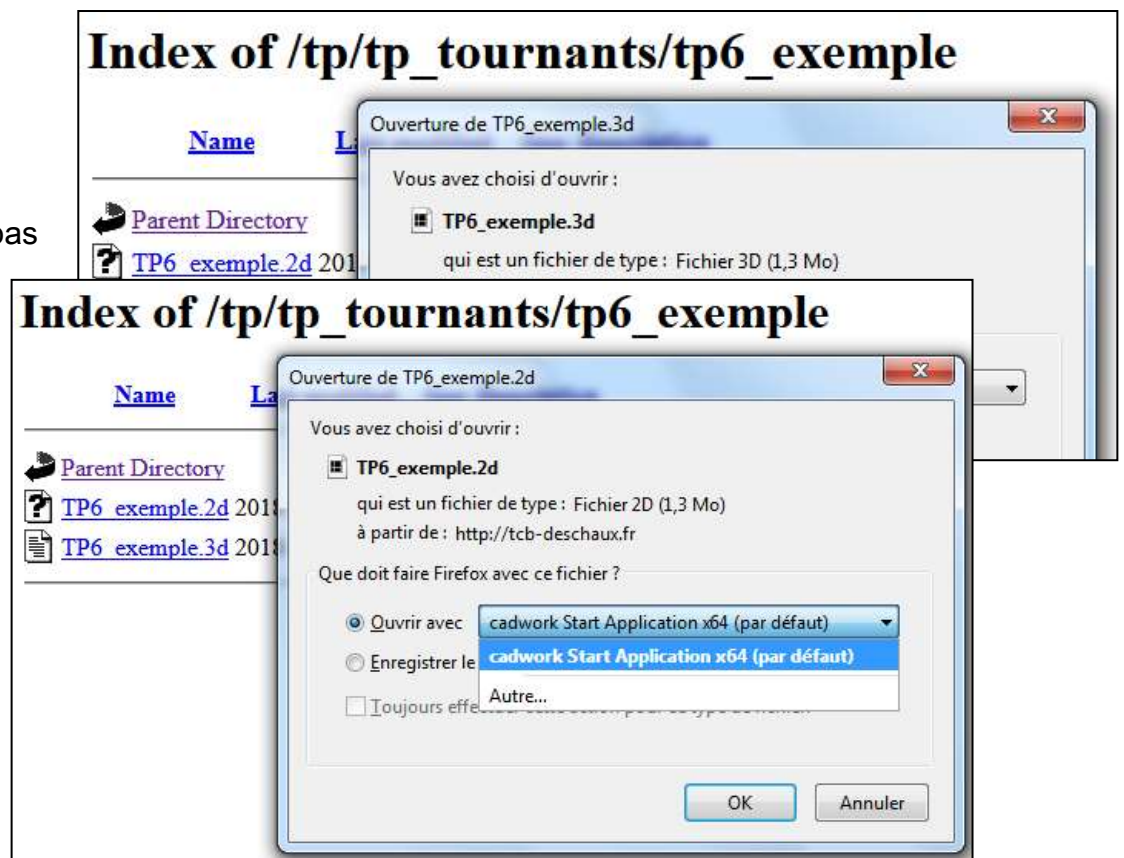 Index of /tp/tp_tournants/tp6_exemple
Ouverture de TP6_exemple.3d
Name
Vous avez choisi d'ouvrir :
Parent Directory
TP6_exemple.3d
pas
TP6_exemple.2d 201
qui est un fichier de type : Fichier 3D (1,3 Mo)
Index of /tp/tp_tournants/tp6_exemple
Ouverture de TP6_exemple.2d
Name La
Vous avez choisi d'ouvrir :
Parent Directory
TP6_exemple.2d
TP6_exemple.2d 2018
qui est un fichier de type : Fichier 2D (1,3 Mo)
TP6_exemple.3d 2018
à partir de : http://tcb-deschaux.fr
Que doit faire Firefox avec ce fichier ?
Ouvrir avec cadwork Start Application x64 (par défaut)
Enregistrer le cadwork Start Application x64 (par défaut)
Autre...
Toujours
OK Annuler